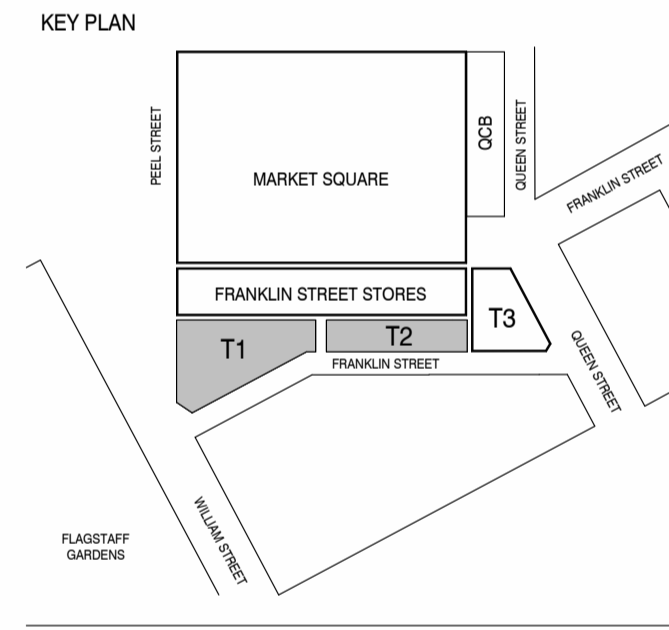 KEY PLAN
PEEL STREET
MARKET SQUARE
QCB
QUEEN STREET
FRANKLIN STREET
FRANKLIN STREET STORES
T1
T2
T3
FRANKLIN STREET
QUEEN STREET
WILLIAM STREET
FLAGSTAFF
GARDENS